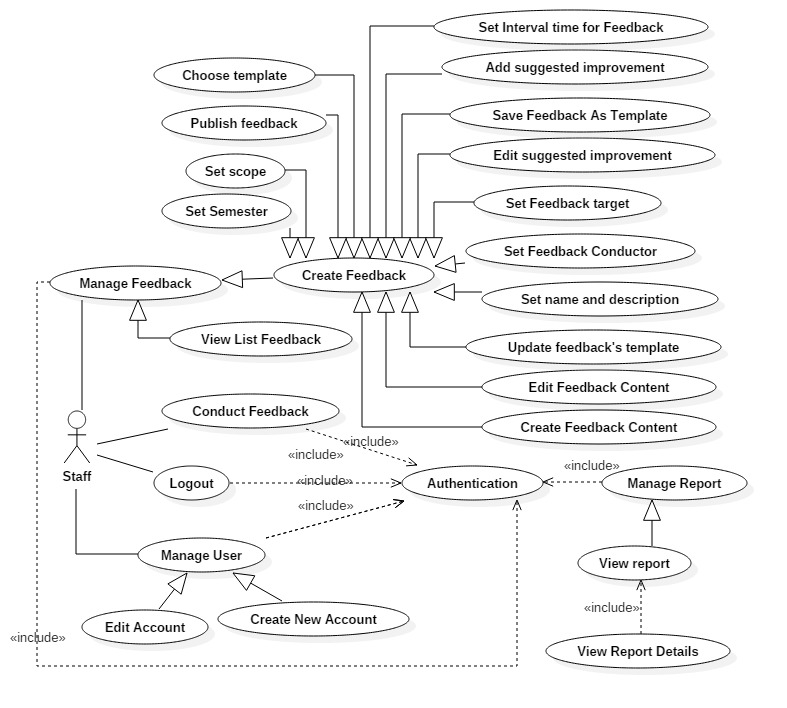 Set Interval time for Feedback
Choose template
Add suggested improvement
Publish feedback
Save Feedback As Template
Edit suggested improvement
Set scope
Set Semester
Set Feedback target
Set Feedback Conductor
Manage Feedback
Create Feedback
Set name and description
View List Feedback
Update feedback's template
Edit Feedback Content
Conduct Feedback
Create Feedback Content
«include»
«include»
«include»
Staff
Logout
«include»
Authentication
Manage Report
«include»
Manage User
View report
«include»
Edit Account
Create New Account
«include»
View Report Details